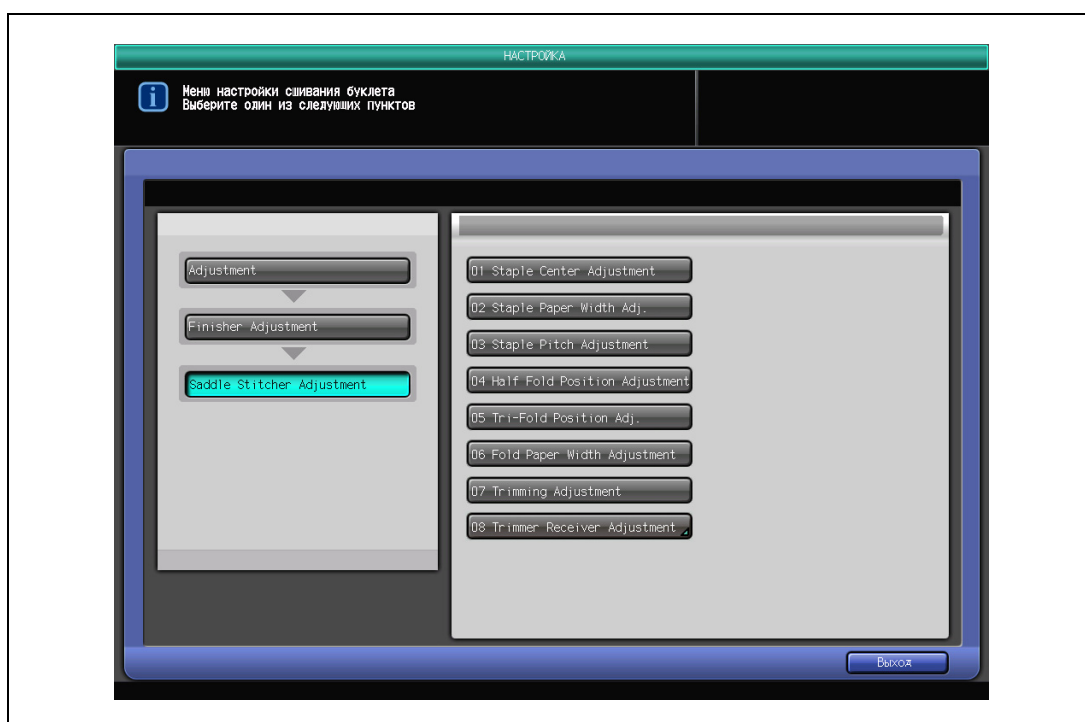 НАСТРОЙКА
Меню настройки сшивания буклета
Выберите один из следующих пунктов
Adjustment
Finisher Adjustment
Saddle Stitcher Adjustment
01 Staple Center Adjustment
02 Staple Paper Width Adj.
03 Staple Pitch Adjustment
04 Half Fold Position Adjustment
05 Tri-Fold Position Adj.
06 Fold Paper Width Adjustment
07 Trimming Adjustment
08 Trimmer Receiver Adjustment
Выход